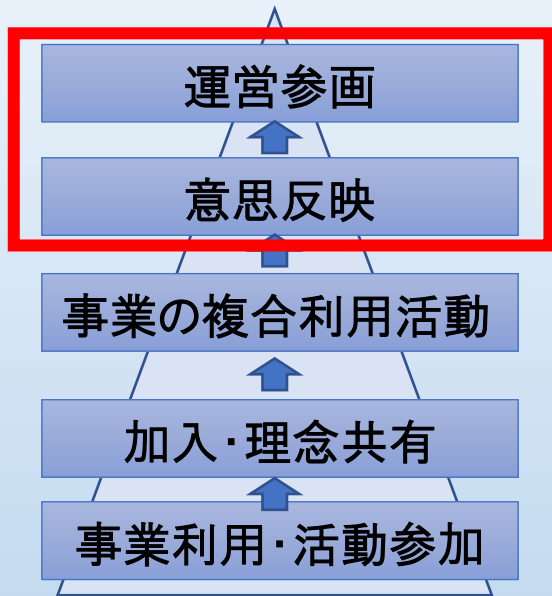 運営参画
意思反映
事業の複合利用活動
加入・理念共有
事業利用・活動参加